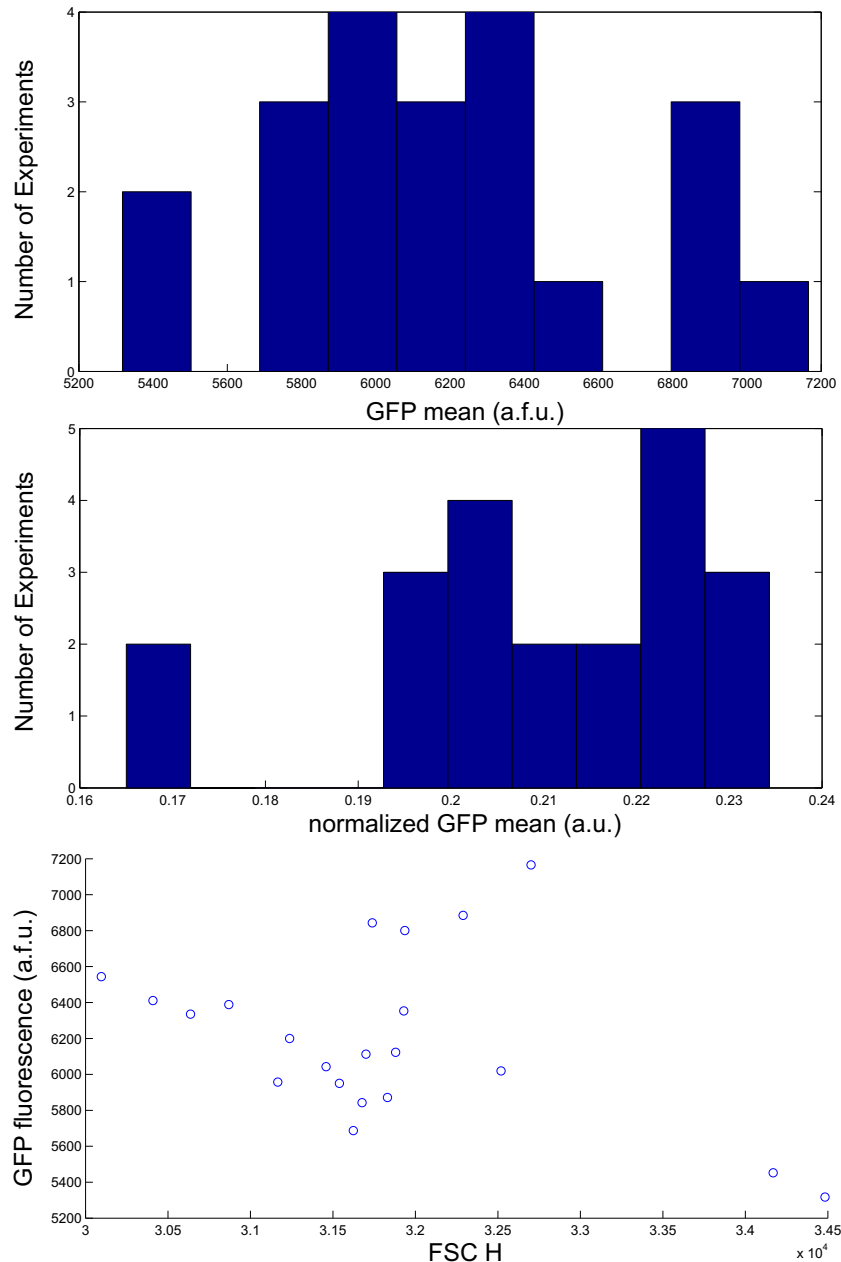 4
3
2
1
0
Number of Experiments
5200 5400 5600 5800 6000 6200 6400 6600 6800 7000 7200
GFP mean (a.f.u.)
5
4
3
2
1
0
Number of Experiments
0.16 0.17 0.18 0.19 0.2 0.21 0.22 0.23 0.24
normalized GFP mean (a.u.)
7200
7000
6800
6600
6400
6200
6000
5800
5600
5400
5200
GFP fluorescence (a.f.u.)
3 3.05 3.1 3.15 3.2 3.25 3.3 3.35 3.4 3.45
FSC H
x 10⁴